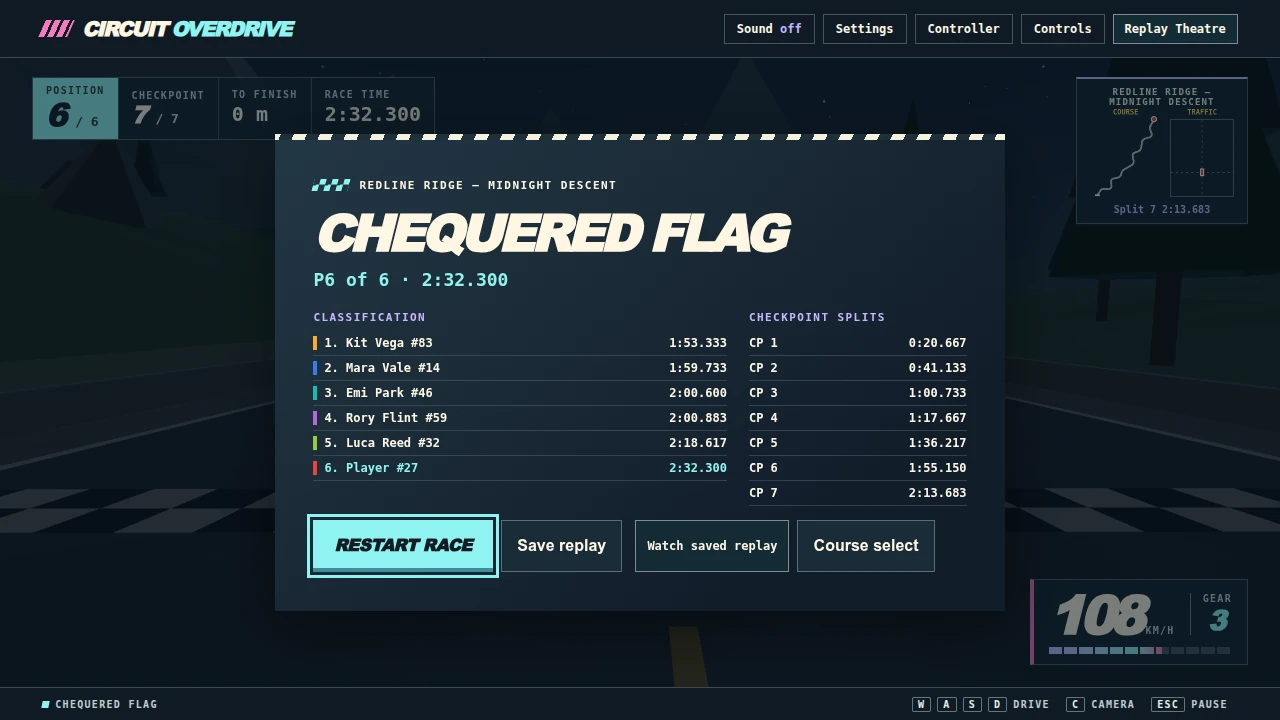 CIRCUIT OVERDRIVE
Sound off
Settings
Controller
Controls
Replay Theatre
POSITION
6 / 6
CHECKPOINT
7 / 7
TO FINISH
0 m
RACE TIME
2:32.300
REDLINE RIDGE —
MIDNIGHT DESCENT
COURSE
TRAFFIC
Split 7 2:13.683
REDLINE RIDGE — MIDNIGHT DESCENT
CHEQUERED FLAG
P6 of 6 · 2:32.300
CLASSIFICATION
1. Kit Vega #83 1:53.333
2. Mara Vale #14 1:59.733
3. Emi Park #46 2:00.600
4. Rory Flint #59 2:00.883
5. Luca Reed #32 2:18.617
6. Player #27 2:32.300
CHECKPOINT SPLITS
CP 1 0:20.667
CP 2 0:41.133
CP 3 1:00.733
CP 4 1:17.667
CP 5 1:36.217
CP 6 1:55.150
CP 7 2:13.683
RESTART RACE
Save replay
Watch saved replay
Course select
108 KM/H
GEAR
3
CHEQUERED FLAG
W A S D DRIVE C CAMERA ESC PAUSE